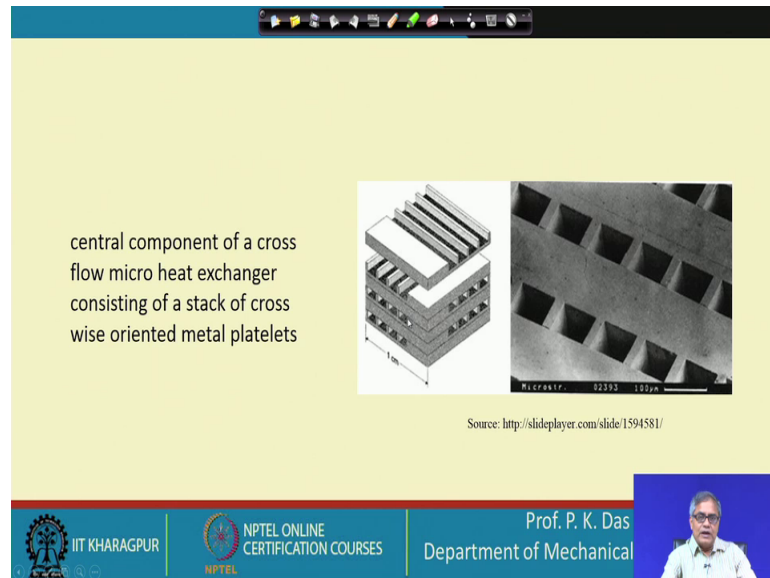 central component of a cross
flow micro heat exchanger
consisting of a stack of cross
wise oriented metal platelets
1 cm
Microstr. 02393 100µm
Source: http://slideplayer.com/slide/1594581/
IIT KHARAGPUR
NPTEL
NPTEL ONLINE
CERTIFICATION COURSES
Prof. P. K. Das
Department of Mechanical